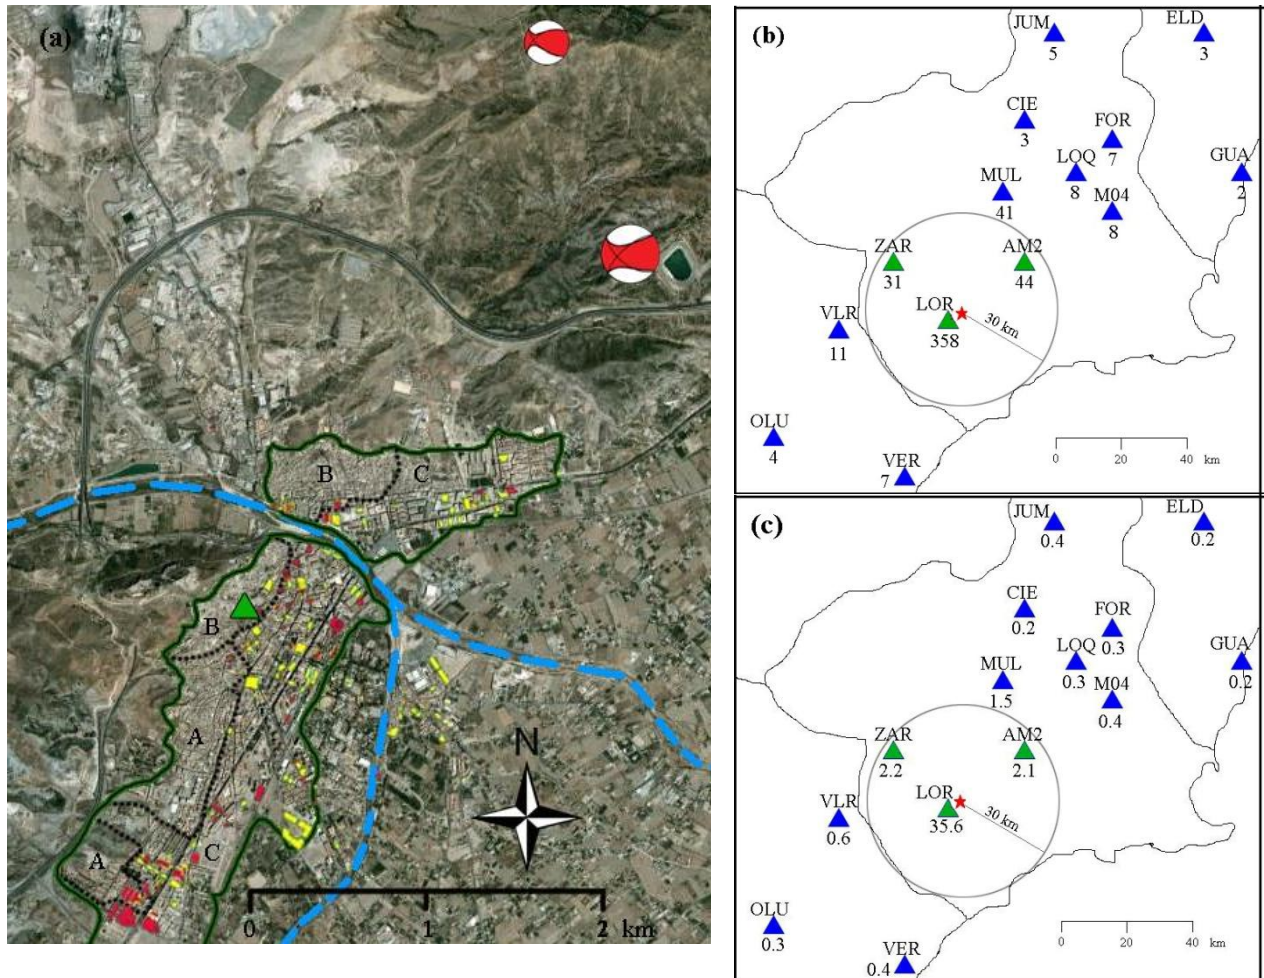 (a)
B
C
B
A
A
C
N
0
1
2 km
(b)
JUM
5
ELD
3
CIE
3
FOR
7
LOQ
8
GUA
2
MUL
41
M04
8
ZAR
31
AM2
44
LOR
358
30 km
VLR
11
OLU
4
VER
7
0 20 40 km
(c)
JUM
0.4
ELD
0.2
CIE
0.2
FOR
0.3
LOQ
0.3
GUA
0.2
MUL
1.5
M04
0.4
ZAR
2.2
AM2
2.1
LOR
35.6
30 km
VLR
0.6
OLU
0.3
VER
0.4
0 20 40 km